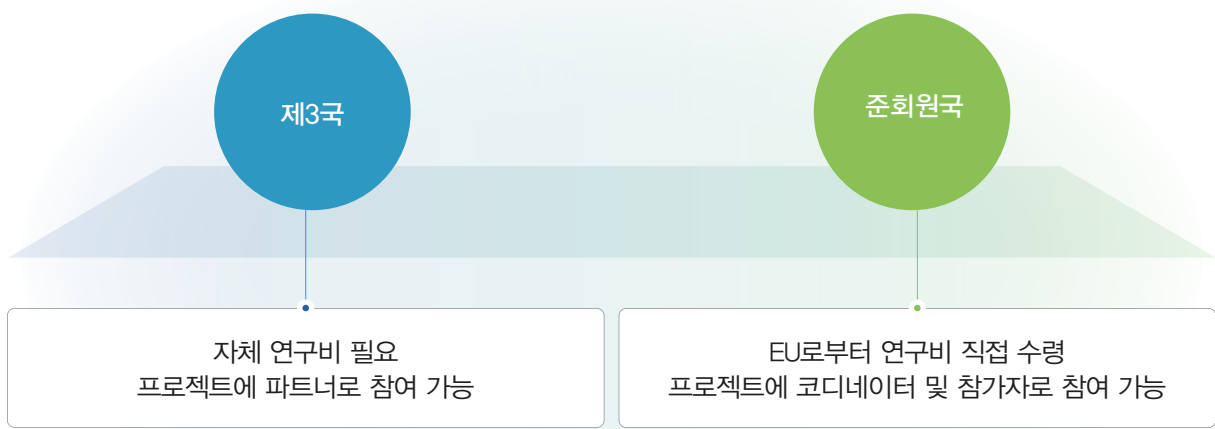 제3국
준회원국
자체 연구비 필요
프로젝트에 파트너로 참여 가능
EU로부터 연구비 직접 수령
프로젝트에 코디네이터 및 참가자로 참여 가능